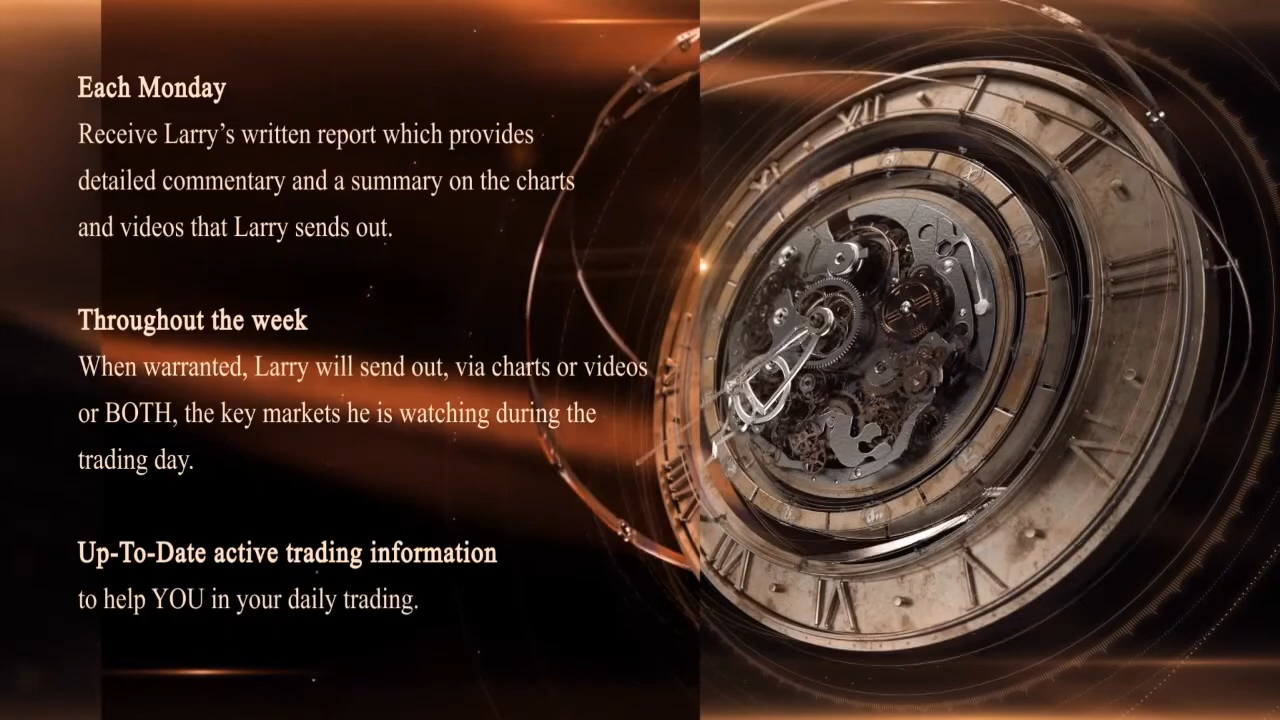 Each Monday
Receive Larry’s written report which provides
detailed commentary and a summary on the charts
and videos that Larry sends out.
Throughout the week
When warranted, Larry will send out, via charts or videos
or BOTH, the key markets he is watching during the
trading day.
Up-To-Date active trading information
to help YOU in your daily trading.